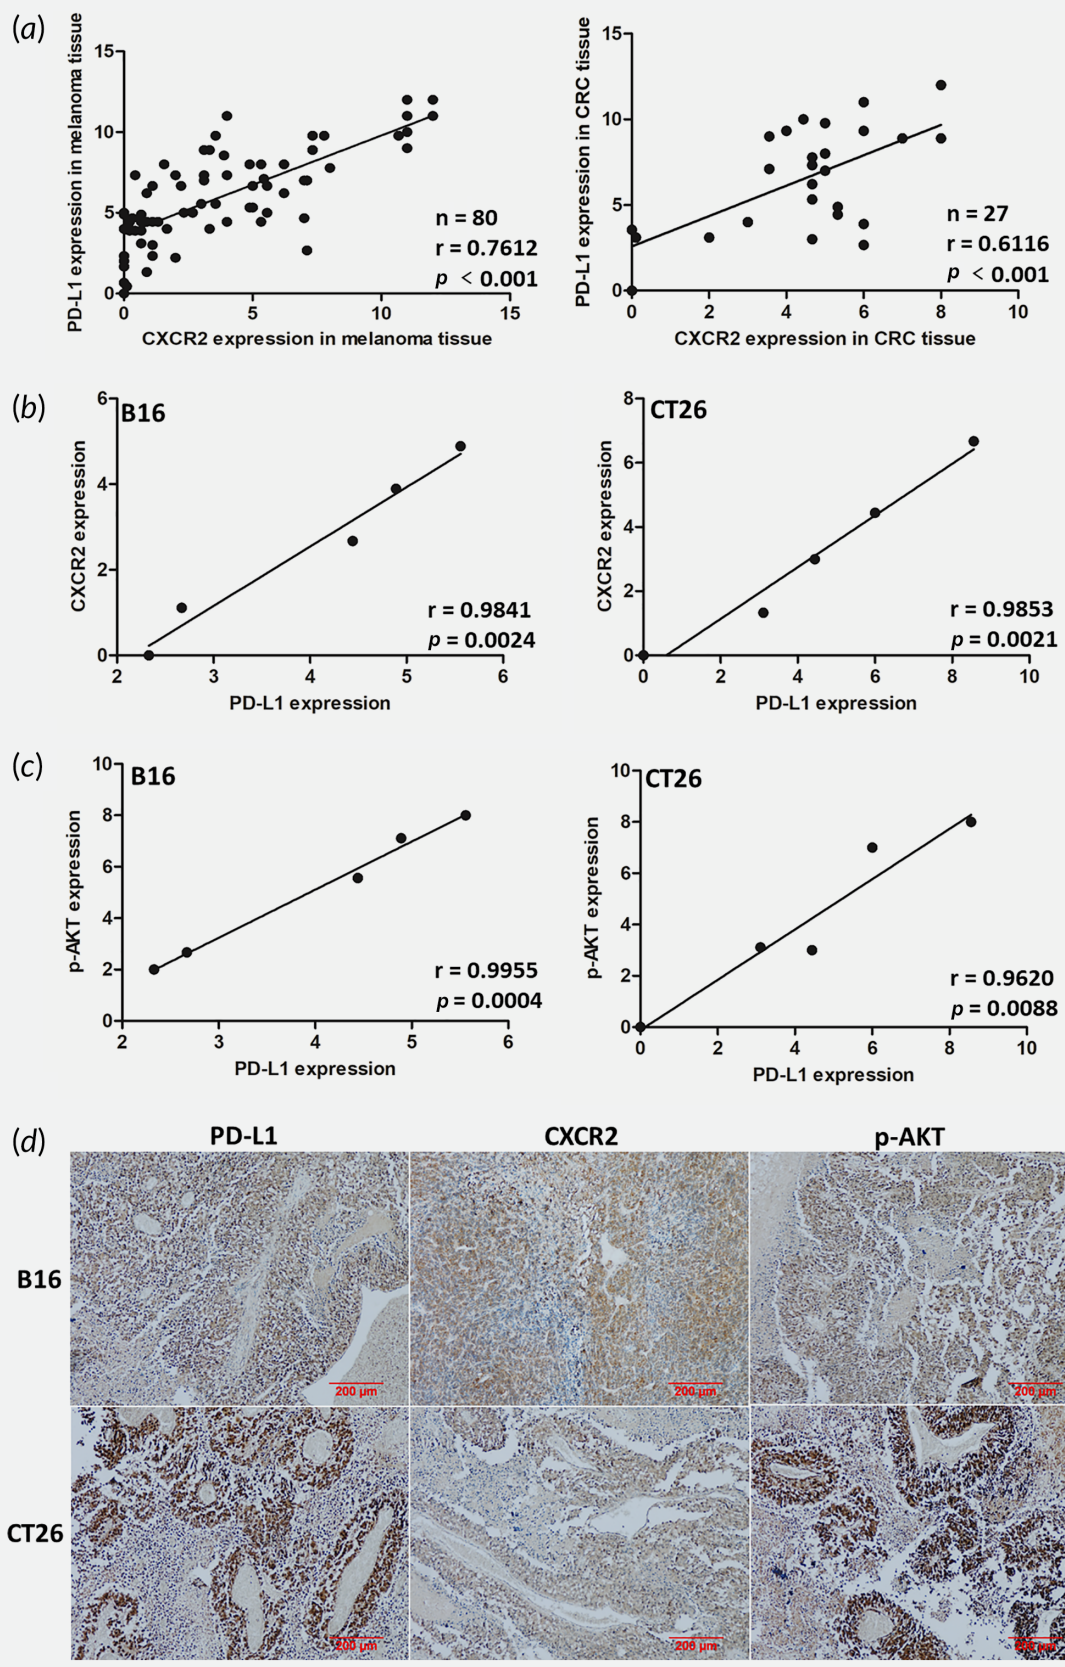 (a)
PD-L1 expression in melanoma tissue
15
10
5
0
0 5 10 15
n = 80
r = 0.7612
p < 0.001
CXCR2 expression in melanoma tissue
PD-L1 expression in CRC tissue
15
10
5
0
0 2 4 6 8 10
n = 27
r = 0.6116
p < 0.001
CXCR2 expression in CRC tissue
(b)
B16
CXCR2 expression
6
4
2
0
2 3 4 5 6
r = 0.9841
p = 0.0024
PD-L1 expression
CT26
CXCR2 expression
8
6
4
2
0
0 2 4 6 8 10
r = 0.9853
p = 0.0021
PD-L1 expression
(c)
B16
p-AKT expression
10
8
6
4
2
0
2 3 4 5 6
r = 0.9955
p = 0.0004
PD-L1 expression
CT26
p-AKT expression
10
8
6
4
2
0
0 2 4 6 8 10
r = 0.9620
p = 0.0088
PD-L1 expression
(d)
PD-L1 CXCR2 p-AKT
B16
200 µm 200 µm 200 µm
CT26
200 µm 200 µm 200 µm